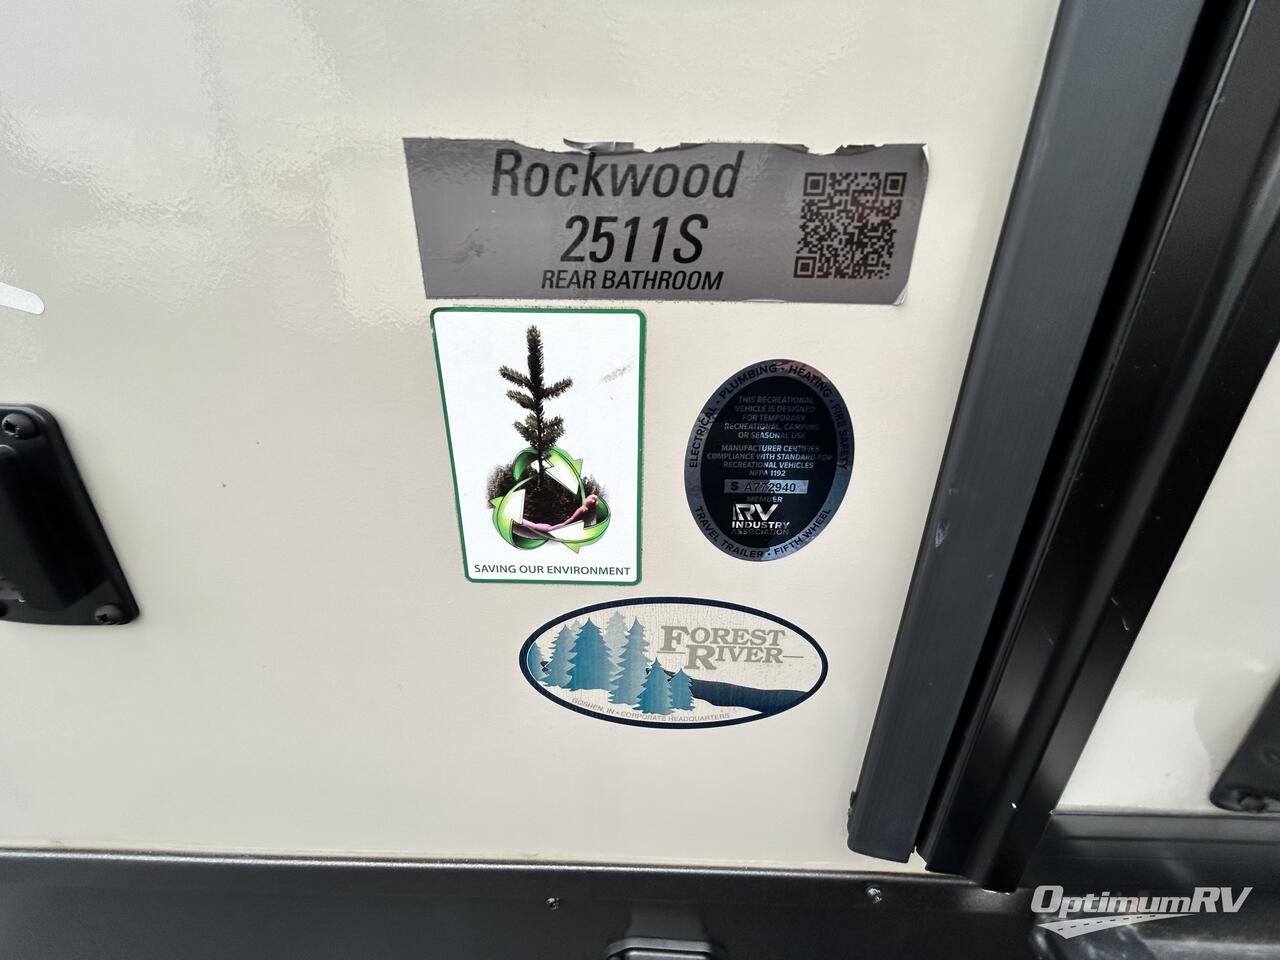 Rockwood
2511S
REAR BATHROOM
SAVING OUR ENVIRONMENT
ELECTRICAL • PLUMBING • HEATING • FIRE SAFETY
THIS RECREATIONAL
VEHICLE IS DESIGNED
FOR TEMPORARY
RECREATIONAL, CAMPING,
OR SEASONAL USE
MANUFACTURER CERTIFIES
COMPLIANCE WITH STANDARD FOR
RECREATIONAL VEHICLES
NFPA 1192
S A772940
MEMBER
RV
INDUSTRY
ASSOCIATION
TRAVEL TRAILER • FIFTH WHEEL
FOREST
RIVER
GOSHEN, IN • CORPORATE HEADQUARTERS
OptimumRV